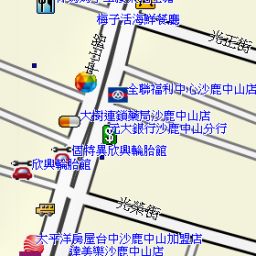 梅子活海鮮餐廳
光正街
中山路
全聯福利中心沙鹿中山店
大樹連鎖藥局沙鹿中山店
元大銀行沙鹿中山分行
固特異欣興輪胎館
欣興輪胎館
光榮街
太平洋房屋台中沙鹿中山加盟店
達美樂沙鹿中山店